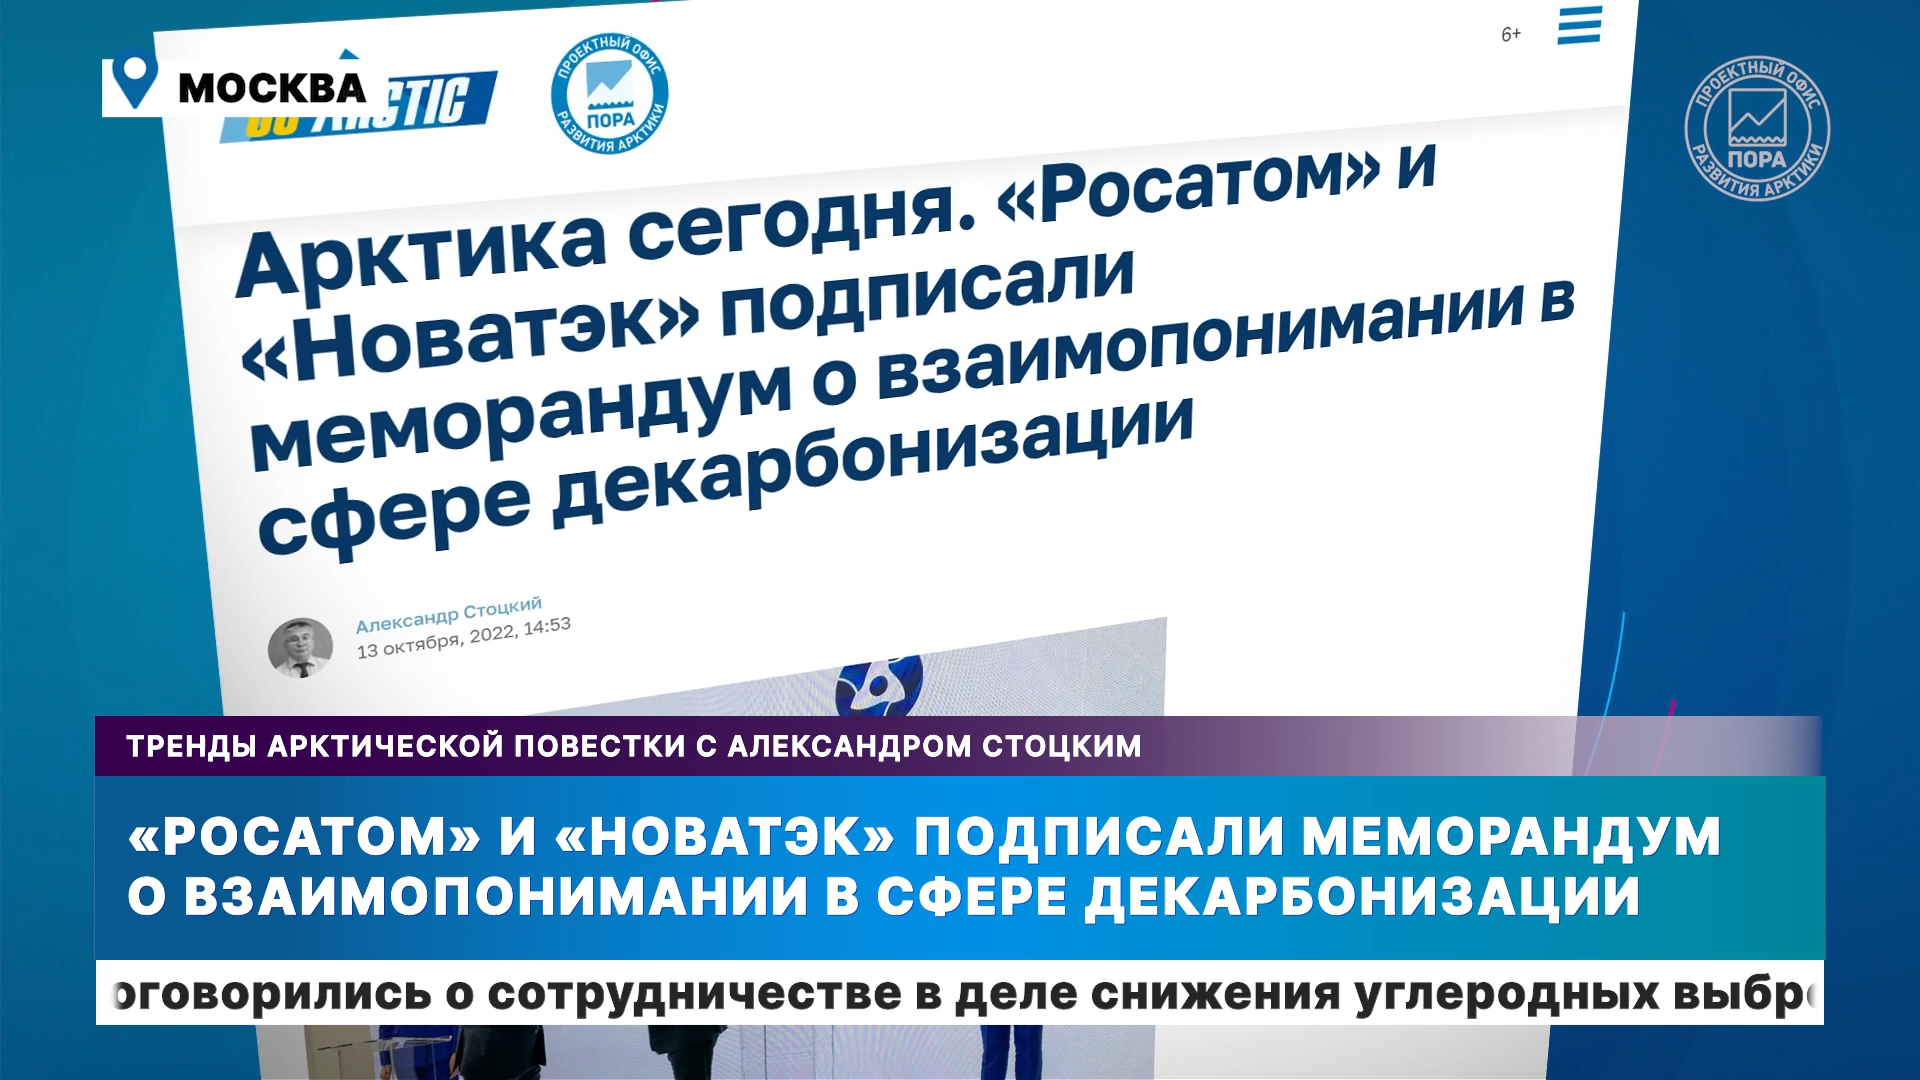 6+
МОСКВА
ARCTIC
ПРОЕКТНЫЙ ОФИС
ПОРА
РАЗВИТИЯ АРКТИКИ
ПРОЕКТНЫЙ ОФИС
ПОРА
РАЗВИТИЯ АРКТИКИ
Арктика сегодня. «Росатом» и
«Новатэк» подписали
меморандум о взаимопонимании в
сфере декарбонизации
Александр Стоцкий
13 октября, 2022, 14:53
ТРЕНДЫ АРКТИЧЕСКОЙ ПОВЕСТКИ С АЛЕКСАНДРОМ СТОЦКИМ
«РОСАТОМ» И «НОВАТЭК» ПОДПИСАЛИ МЕМОРАНДУМ
О ВЗАИМОПОНИМАНИИ В СФЕРЕ ДЕКАРБОНИЗАЦИИ
оговорились о сотрудничестве в деле снижения углеродных выбр